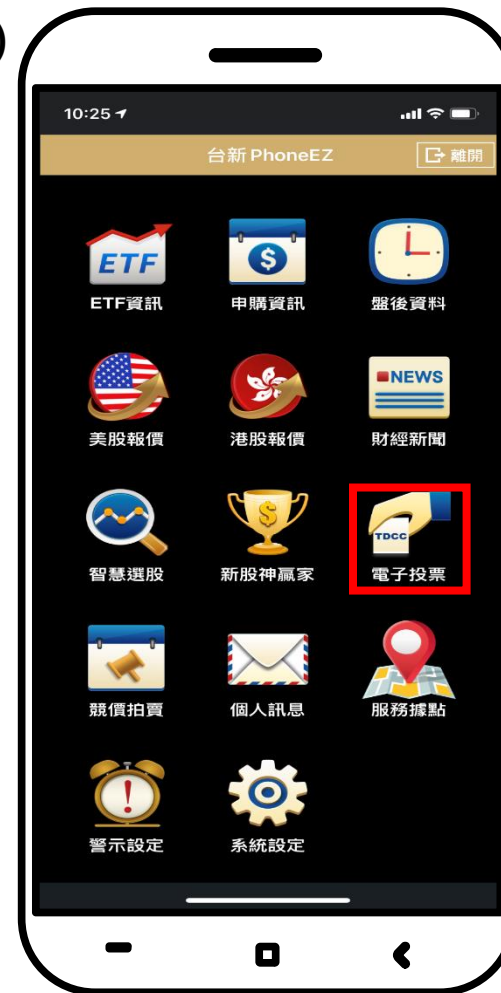 10:25
台新 PhoneEZ
離開
ETF
$
ETF資訊
申購資訊
盤後資料
NEWS
美股報價
港股報價
財經新聞
$
TDCC
智慧選股
新股神贏家
電子投票
競價拍賣
個人訊息
服務據點
!
警示設定
系統設定